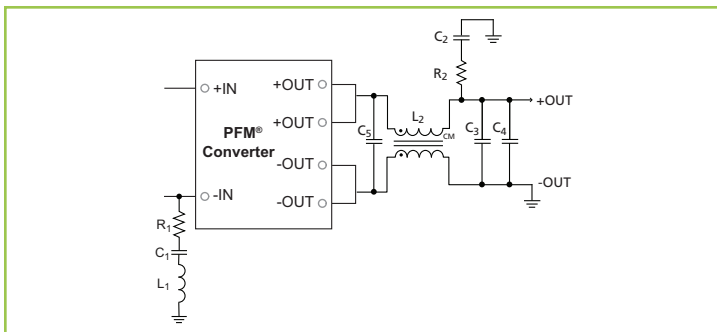 C2
R2
+IN
+OUT
+OUT
L2
+OUT
C5
CM
C3
C4
PFM®
Converter
-OUT
-IN
-OUT
-OUT
R1
C1
L1